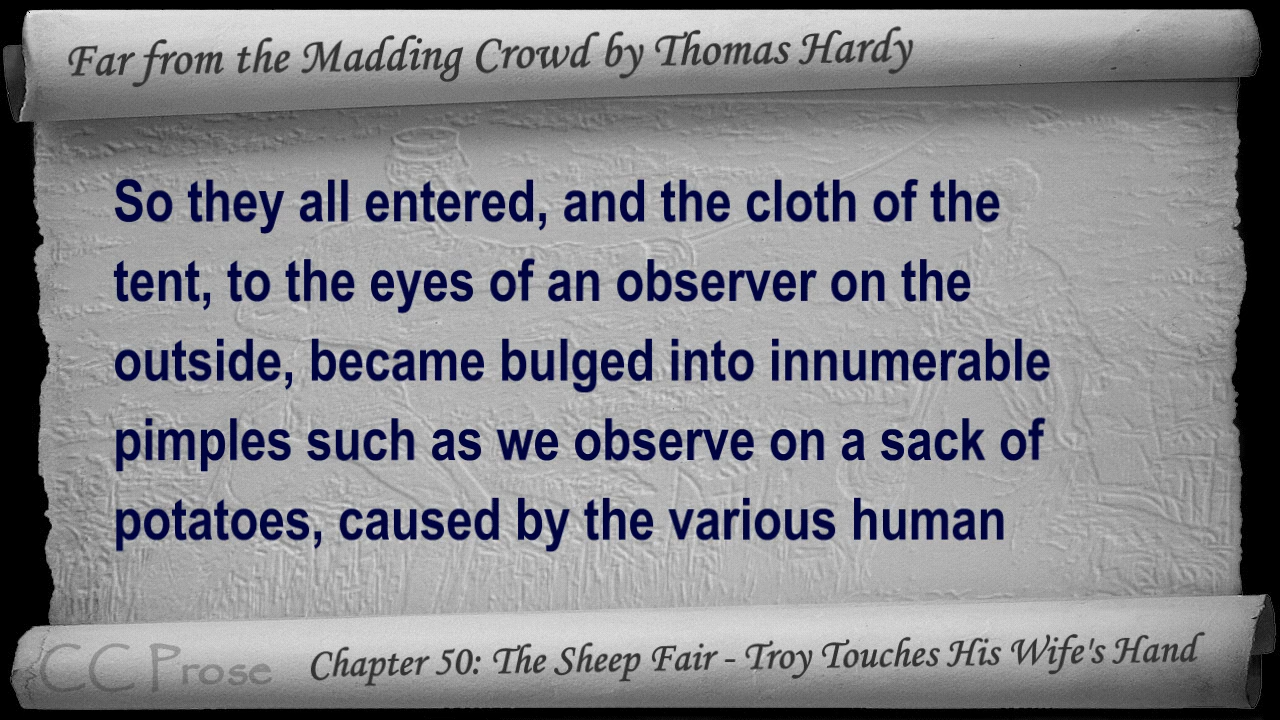 Far from the Madding Crowd by Thomas Hardy
So they all entered, and the cloth of the
tent, to the eyes of an observer on the
outside, became bulged into innumerable
pimples such as we observe on a sack of
potatoes, caused by the various human
CC Prose
Chapter 50: The Sheep Fair - Troy Touches His Wife's Hand